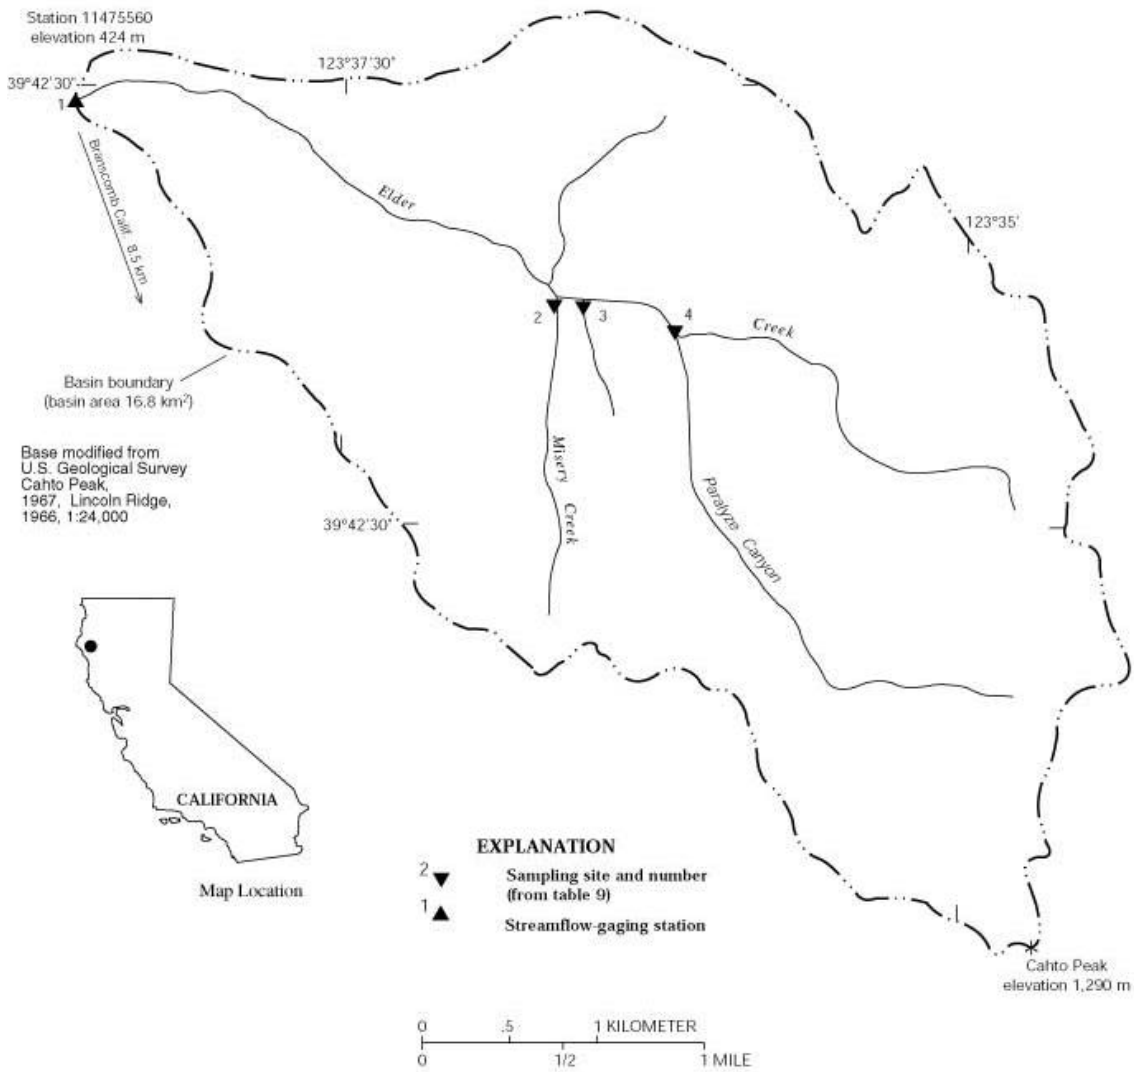 Station 11475560
elevation 424 m
123°37'30"
39°42'30"
1
Branscomb Calif. 8.5 km
Elder
123°35'
2
3
4
Creek
Basin boundary
(basin area 16.8 km²)
Misery Creek
Paralyze Canyon
Base modified from
U.S. Geological Survey
Cahto Peak,
1967, Lincoln Ridge,
1966, 1:24,000
39°42'30"
CALIFORNIA
Map Location
EXPLANATION
2 Sampling site and number
(from table 9)
1 Streamflow-gaging station
Cahto Peak
elevation 1,290 m
0 .5 1 KILOMETER
0 1/2 1 MILE